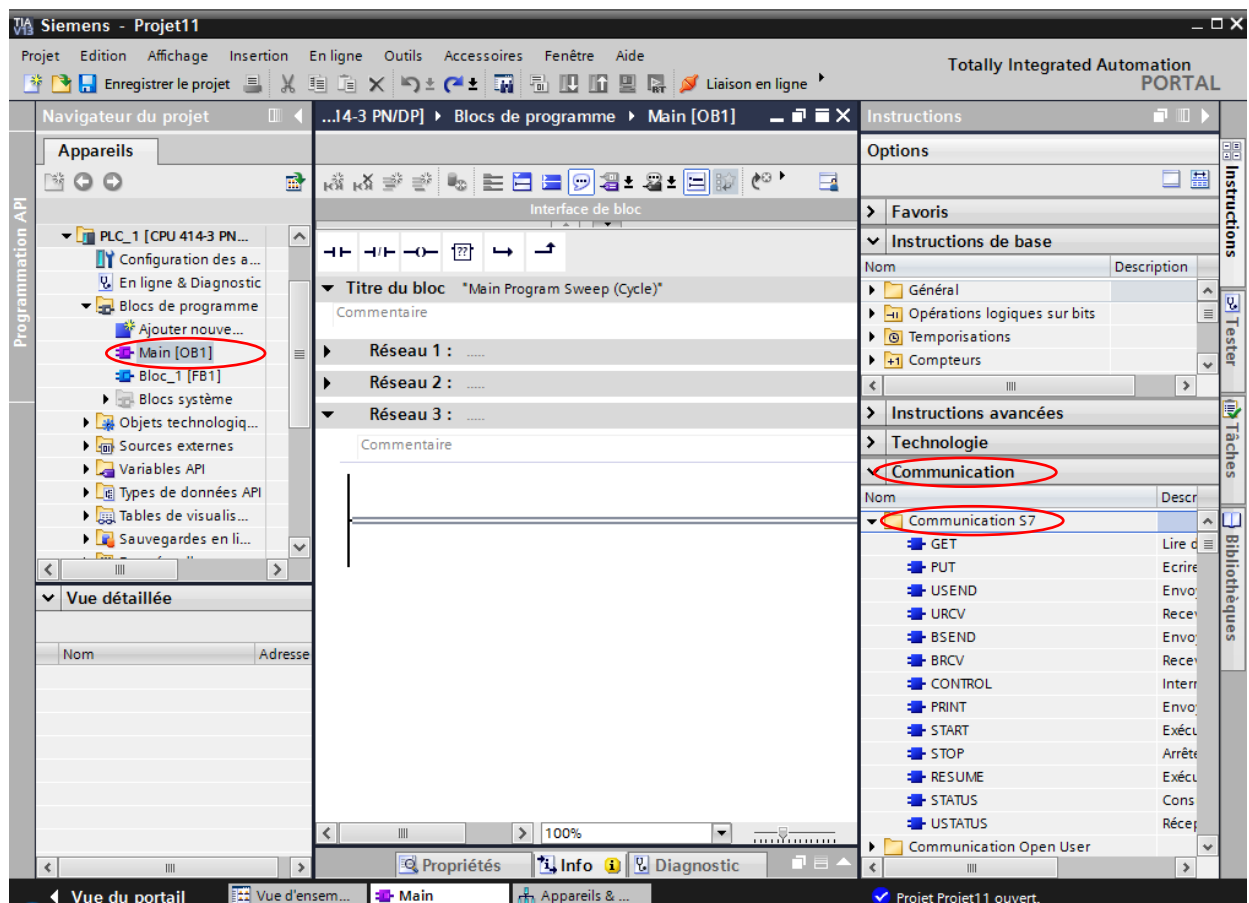 Siemens - Projet11
Projet Edition Affichage Insertion En ligne Outils Accessoires Fenêtre Aide
Enregistrer le projet
Liaison en ligne
Totally Integrated Automation
PORTAL
Navigateur du projet
Appareils
Programmation API
PLC_1 [CPU 414-3 PN...
Configuration des a...
En ligne & Diagnostic
Blocs de programme
Ajouter nouve...
Main [OB1]
Bloc_1 [FB1]
Blocs système
Objets technologiq...
Sources externes
Variables API
Types de données API
Tables de visualis...
Sauvegardes en li...
Vue détaillée
Nom Adresse
...14-3 PN/DP] Blocs de programme Main [OB1]
Interface de bloc
??
Titre du bloc "Main Program Sweep (Cycle)"
Commentaire
Réseau 1 : .....
Réseau 2 : .....
Réseau 3 : .....
Commentaire
100%
Propriétés Info Diagnostic
Instructions
Options
Favoris
Instructions de base
Nom Description
Général
Opérations logiques sur bits
Temporisations
Compteurs
Instructions avancées
Technologie
Communication
Nom Descr
Communication S7
GET Lire d
PUT Ecrire
USEND Envoy
URCV Recev
BSEND Envoy
BRCV Recev
CONTROL Interr
PRINT Envoy
START Exécu
STOP Arrête
RESUME Exécu
STATUS Cons
USTATUS Récep
Communication Open User
Instructions
Tester
Tâches
Bibliothèques
Vue du portail Vue d'ensem... Main Appareils & ... Projet Projet11 ouvert.